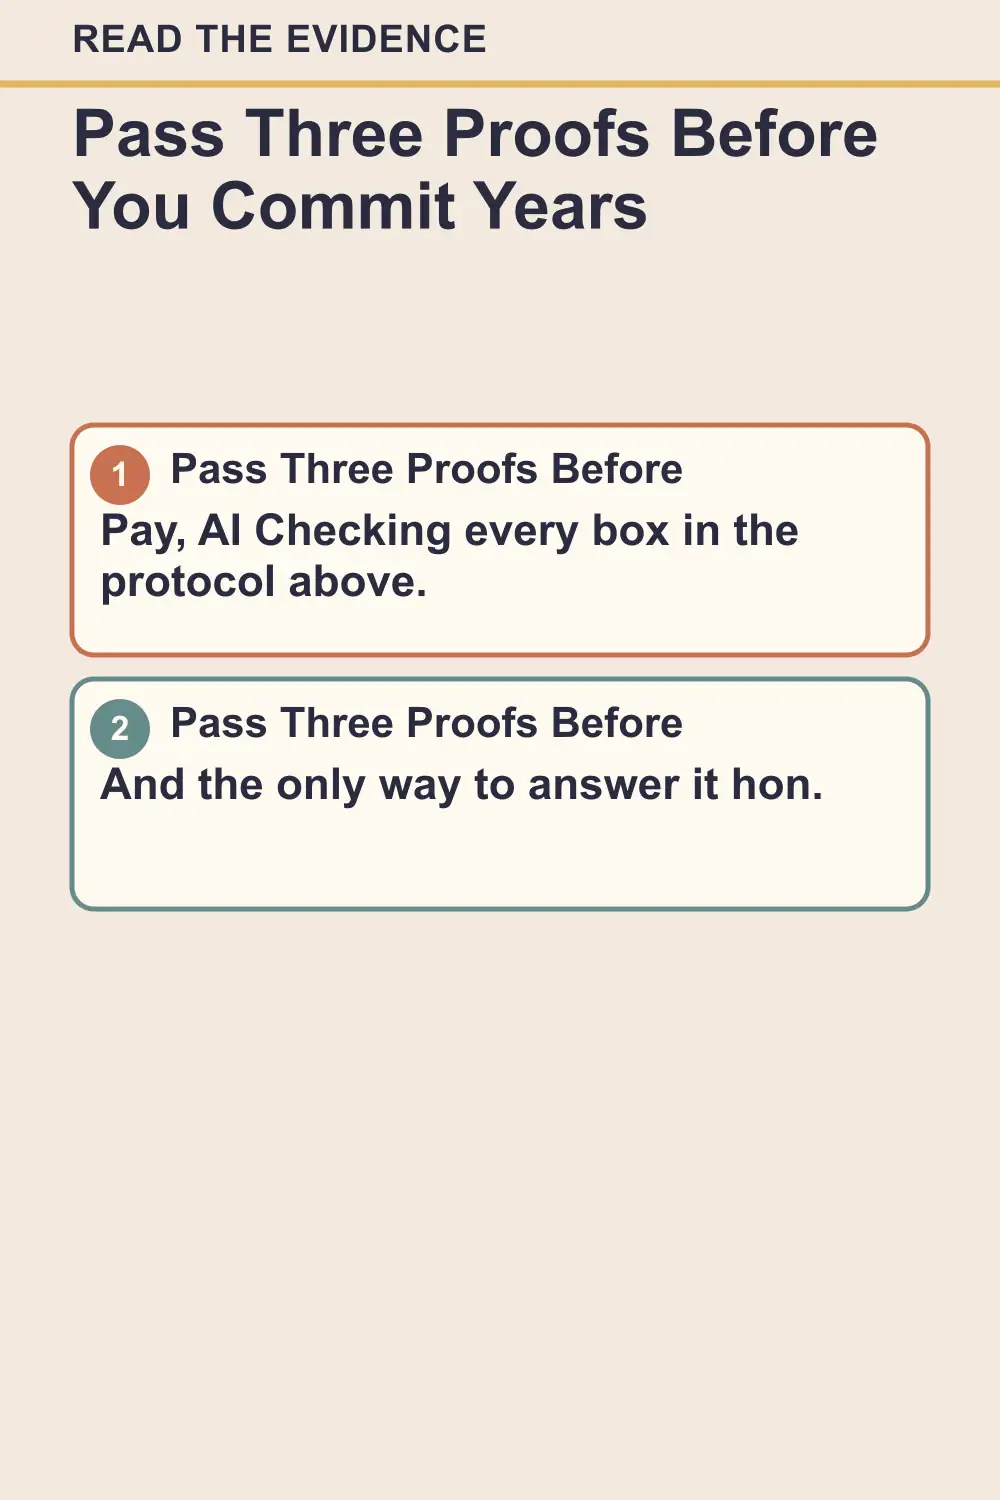 READ THE EVIDENCE
Pass Three Proofs Before
You Commit Years
1 Pass Three Proofs Before
Pay, AI Checking every box in the
protocol above.
2 Pass Three Proofs Before
And the only way to answer it hon.